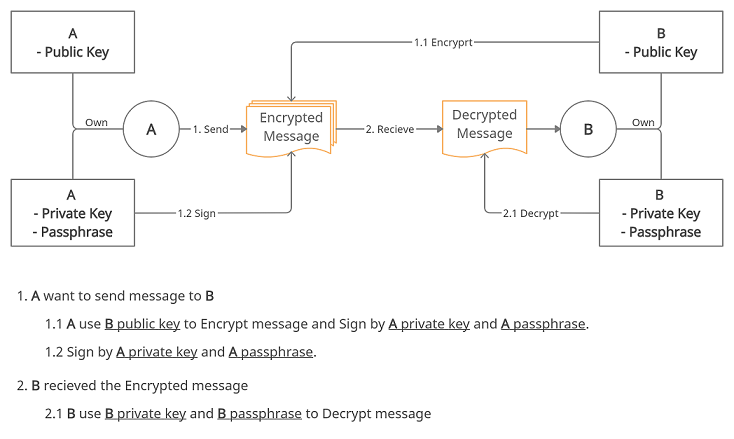 A
- Public Key
B
- Public Key
1.1 Encryprt
Own
A
1. Send
Encrypted
Message
2. Recieve
Decrypted
Message
B
Own
A
- Private Key
- Passphrase
1.2 Sign
2.1 Decrypt
B
- Private Key
- Passphrase
1. A want to send message to B
1.1 A use B public key to Encrypt message and Sign by A private key and A passphrase.
1.2 Sign by A private key and A passphrase.
2. B recieved the Encrypted message
2.1 B use B private key and B passphrase to Decrypt message